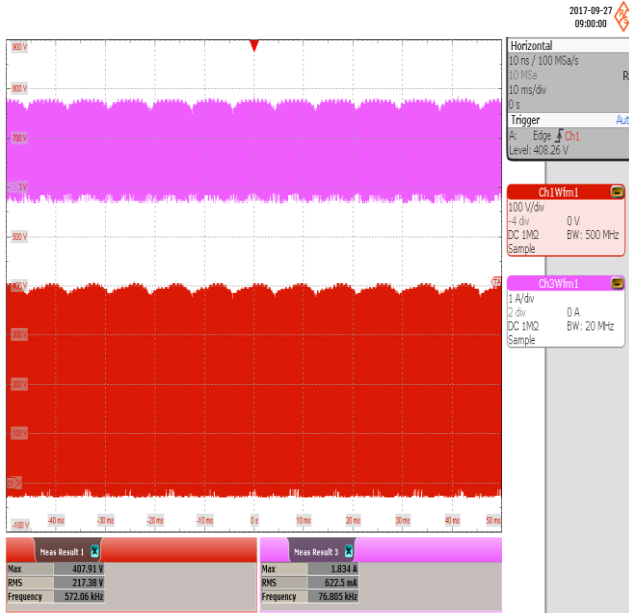 2017-09-27
09:00:00
Horizontal
10 ns / 100 MSa/s
10 MSa R
10 ms/div
0 s
Trigger Aut
A: Edge Ch1
Level: 408.26 V
Ch1Wfm1
100 V/div
-4 div 0 V
DC 1MΩ BW: 500 MHz
Sample
Ch3Wfm1
1 A/div
2 div 0 A
DC 1MΩ BW: 20 MHz
Sample
900 V
800 V
700 V
500 V
400 V
300 V
200 V
100 V
-100 V
-40 ms -30 ms -20 ms -10 ms 0 s 10 ms 20 ms 30 ms 40 ms 50 ms
Meas Result 1
Max 407.91 V
RMS 217.38 V
Frequency 572.06 kHz
Meas Result 3
Max 1.834 A
RMS 622.5 mA
Frequency 76.805 kHz